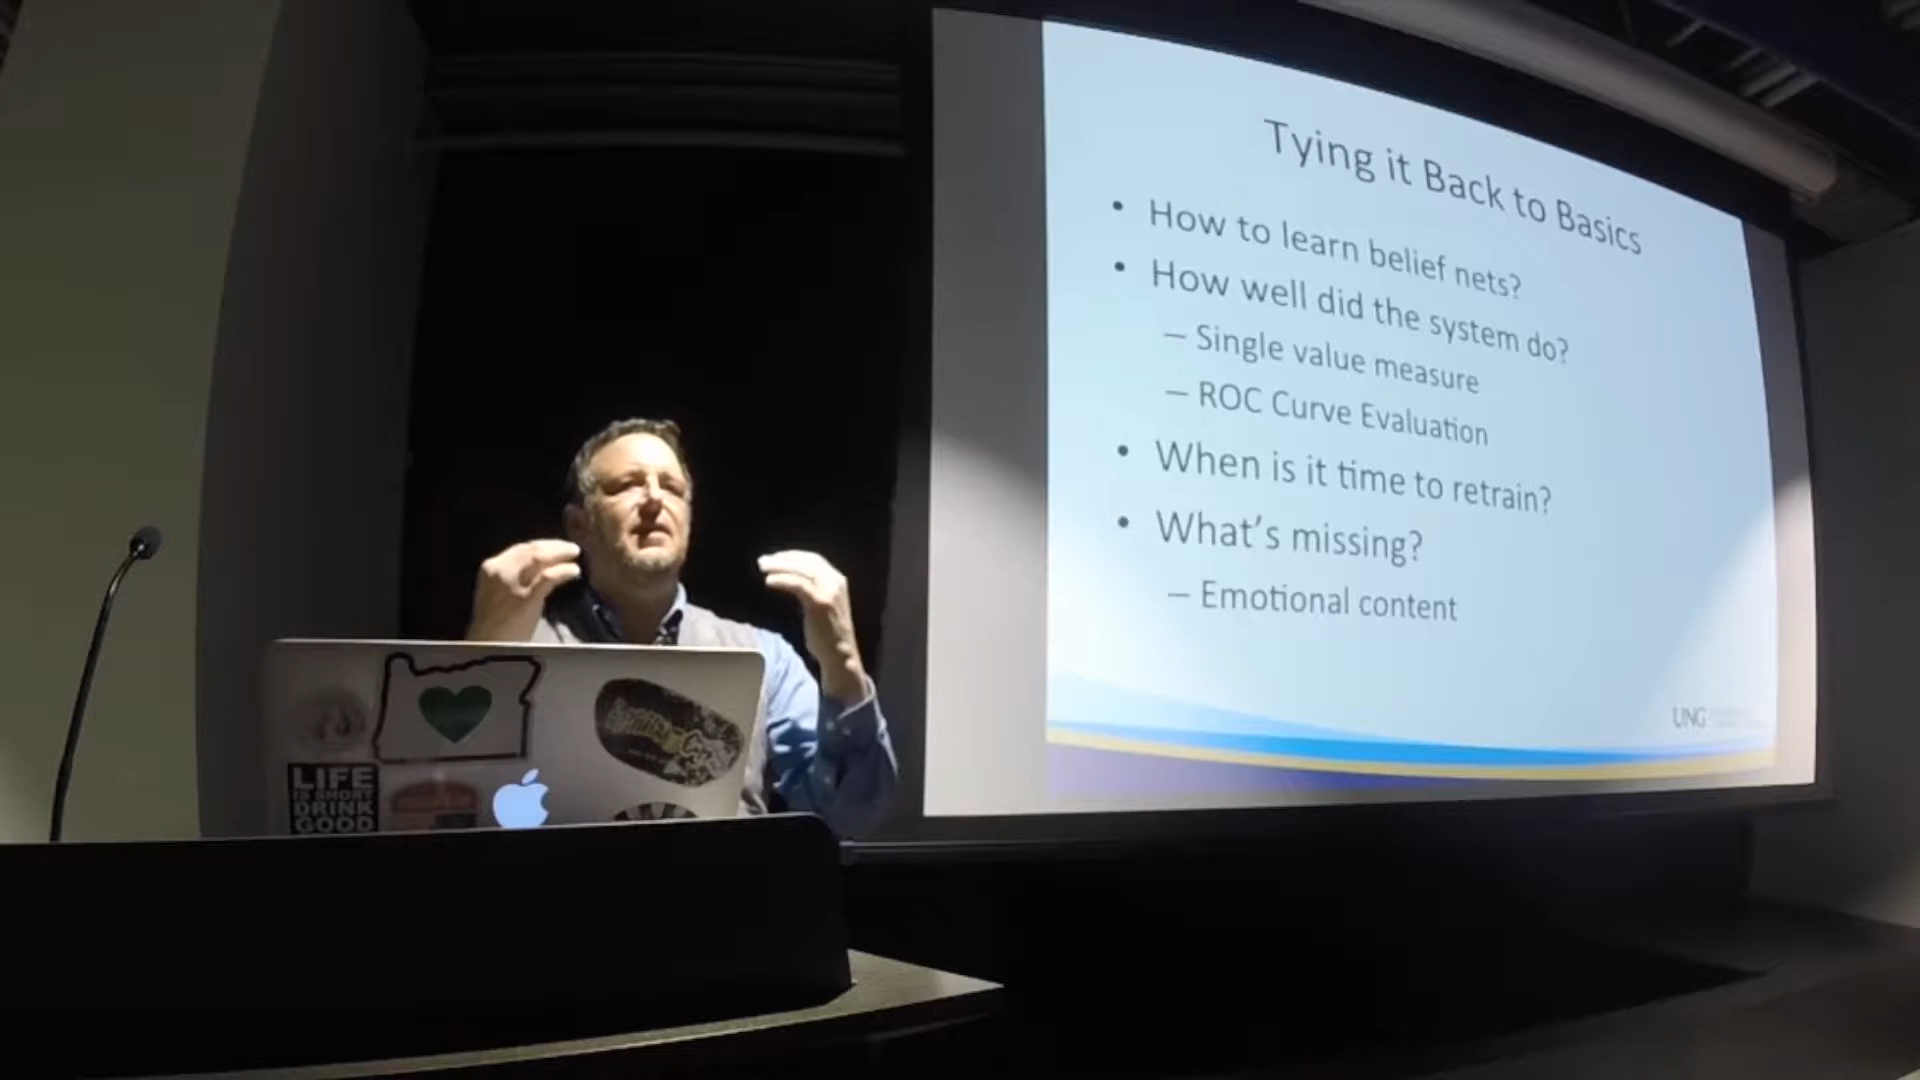 Tying it Back to Basics
• How to learn belief nets?
• How well did the system do?
– Single value measure
– ROC Curve Evaluation
• When is it time to retrain?
• What's missing?
– Emotional content
UNG
LIFE
IS SHORT
DRINK
GOOD